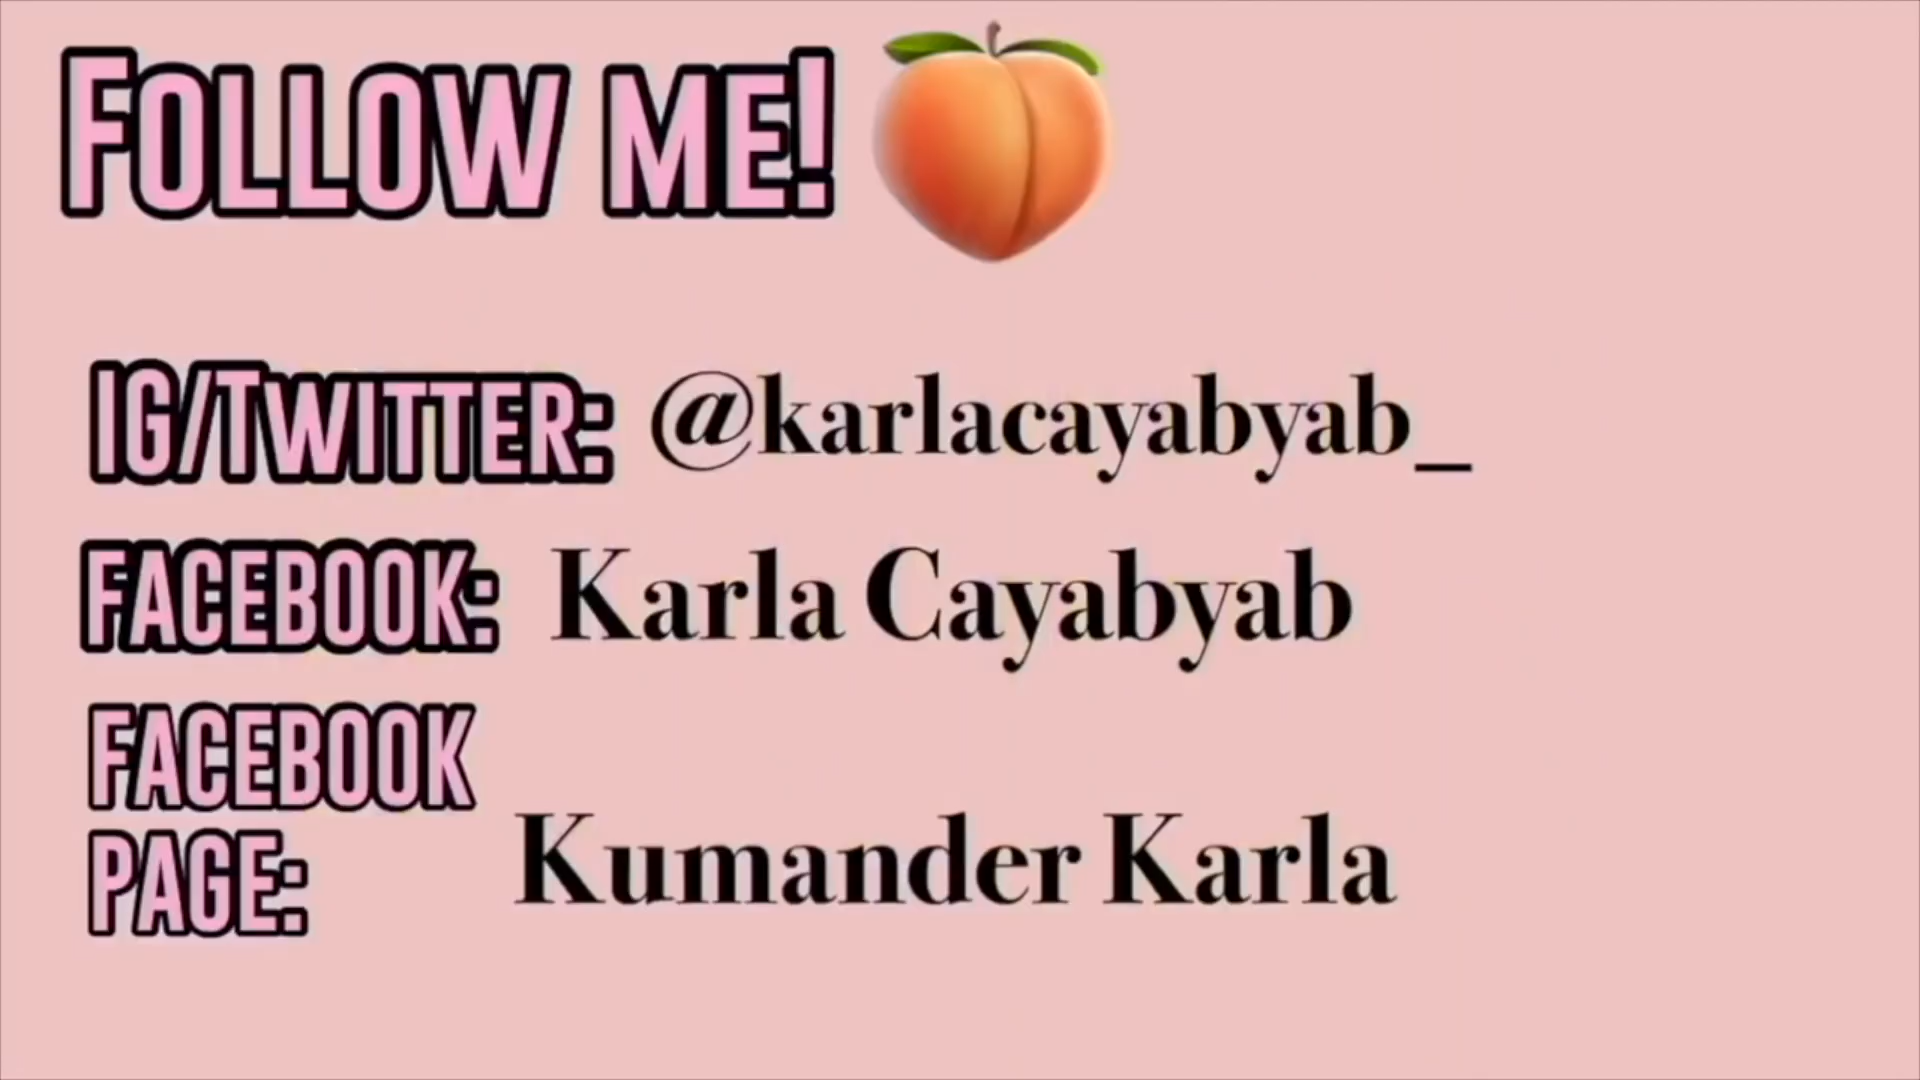 Follow me!
IG/Twitter: @karlacayabyab_
Facebook: Karla Cayabyab
Facebook
page: Kumander Karla